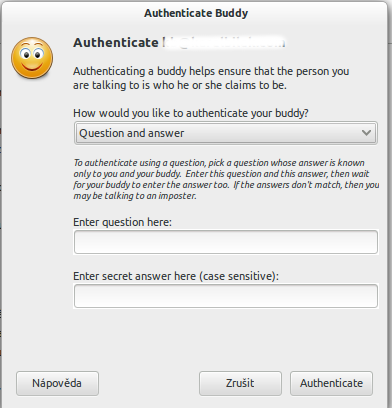 Authenticate Buddy
Authenticate
Authenticating a buddy helps ensure that the person you
are talking to is who he or she claims to be.
How would you like to authenticate your buddy?
Question and answer
To authenticate using a question, pick a question whose answer is known
only to you and your buddy. Enter this question and this answer, then wait
for your buddy to enter the answer too. If the answers don't match, then you
may be talking to an imposter.
Enter question here:
Enter secret answer here (case sensitive):
Nápověda
Zrušit
Authenticate